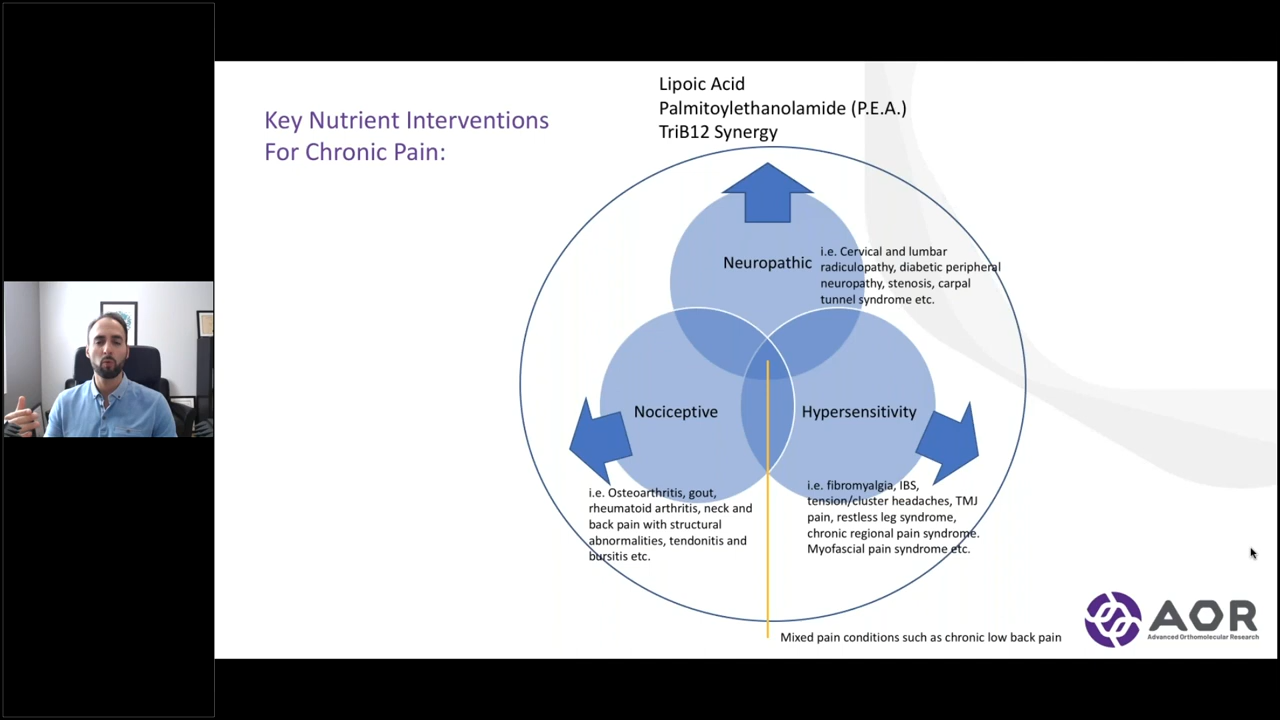 Key Nutrient Interventions
For Chronic Pain:
Lipoic Acid
Palmitoylethanolamide (P.E.A.)
TriB12 Synergy
Neuropathic
i.e. Cervical and lumbar
radiculopathy, diabetic peripheral
neuropathy, stenosis, carpal
tunnel syndrome etc.
Nociceptive
i.e. Osteoarthritis, gout,
rheumatoid arthritis, neck and
back pain with structural
abnormalities, tendonitis and
bursitis etc.
Hypersensitivity
i.e. fibromyalgia, IBS,
tension/cluster headaches, TMJ
pain, restless leg syndrome,
chronic regional pain syndrome.
Myofascial pain syndrome etc.
Mixed pain conditions such as chronic low back pain
AOR
Advanced Orthomolecular Research